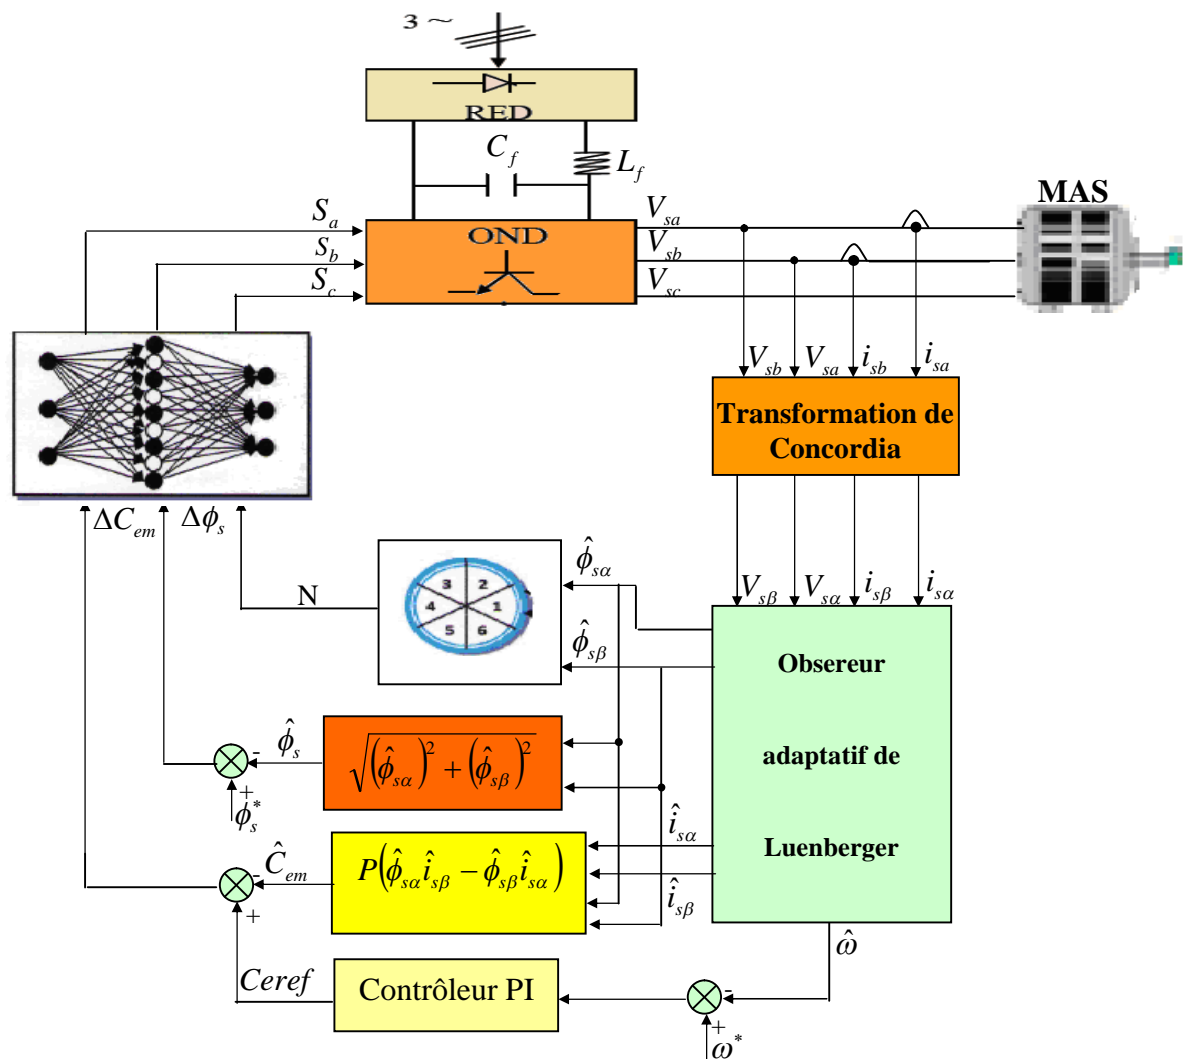 3 ~
RED
C_f
L_f
MAS
S_a
S_b
S_c
OND
V_sa
V_sb
V_sc
V_sb V_sa i_sb i_sa
Transformation de
Concordia
ΔC_em Δϕ_s
N
3 2
4 1
5 6
ϕ̂_sα
ϕ̂_sβ
V_sβ V_sα i_sβ i_sα
Obsereur
adaptatif de
Luenberger
ϕ̂_s
-
+
ϕ_s^*
√((ϕ̂_sα)^2 + (ϕ̂_sβ)^2)
î_sα
î_sβ
Ĉ_em
-
+
P(ϕ̂_sα î_sβ − ϕ̂_sβ î_sα)
ω̂
Ceref
Contrôleur PI
-
+
ω^*